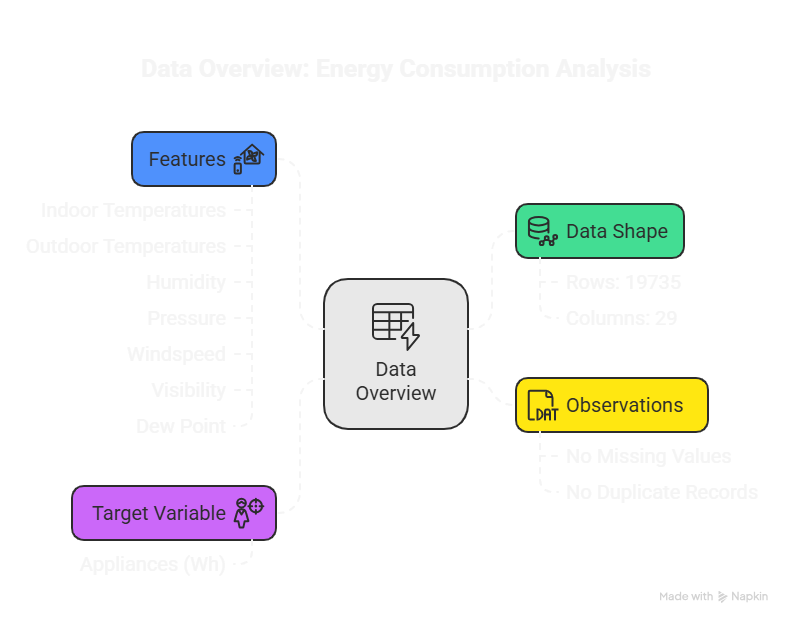 Data Overview: Energy Consumption Analysis
Features
Indoor Temperatures
Outdoor Temperatures
Humidity
Pressure
Windspeed
Visibility
Dew Point
Target Variable
Appliances (Wh)
Data
Overview
Data Shape
Rows: 19735
Columns: 29
DAT
Observations
No Missing Values
No Duplicate Records
Made with Napkin